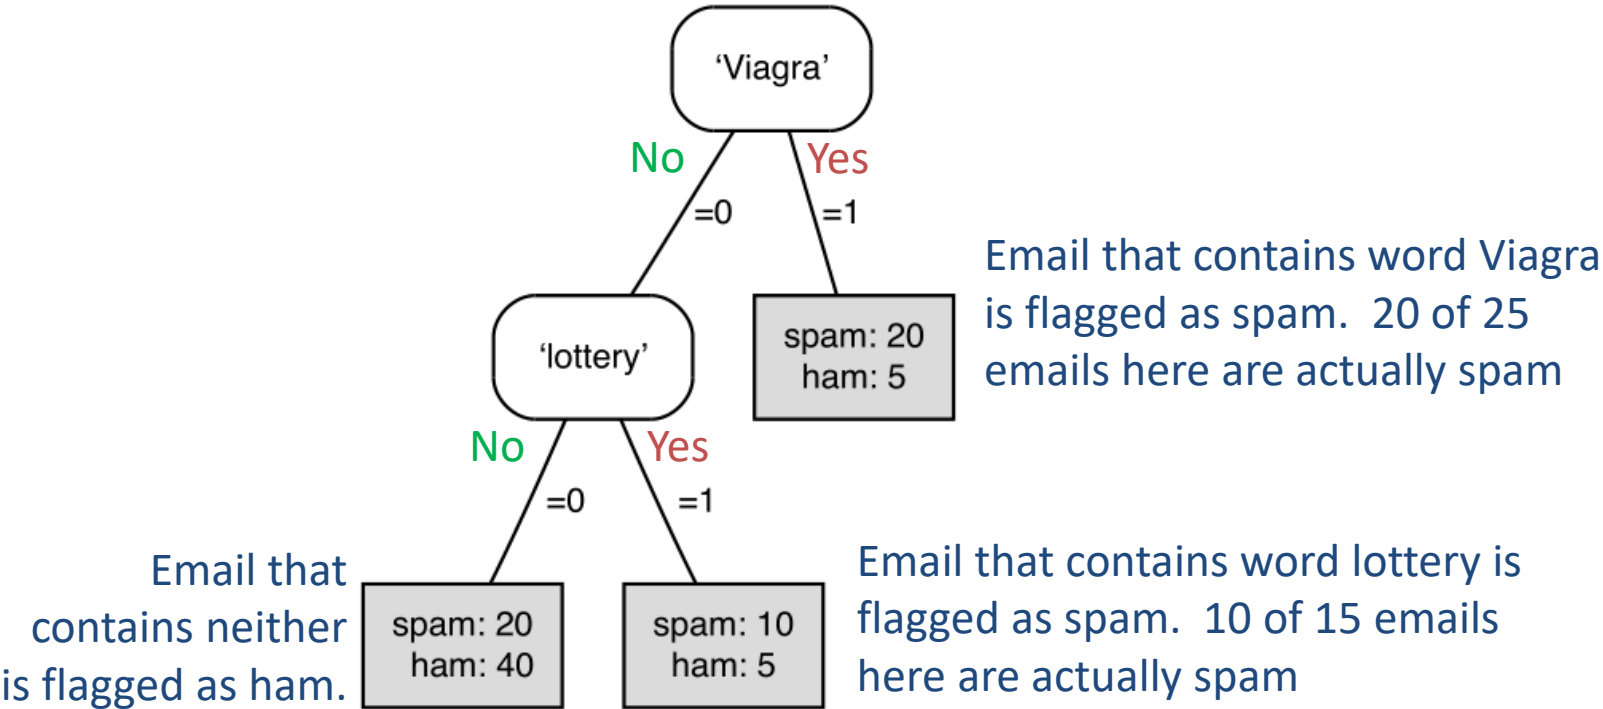 ‘Viagra’
No
Yes
=0
=1
Email that contains word Viagra
is flagged as spam.  20 of 25
emails here are actually spam
spam: 20
ham: 5
‘lottery’
No
Yes
=0
=1
Email that
contains neither
is flagged as ham.
spam: 20
ham: 40
spam: 10
ham: 5
Email that contains word lottery is
flagged as spam.  10 of 15 emails
here are actually spam